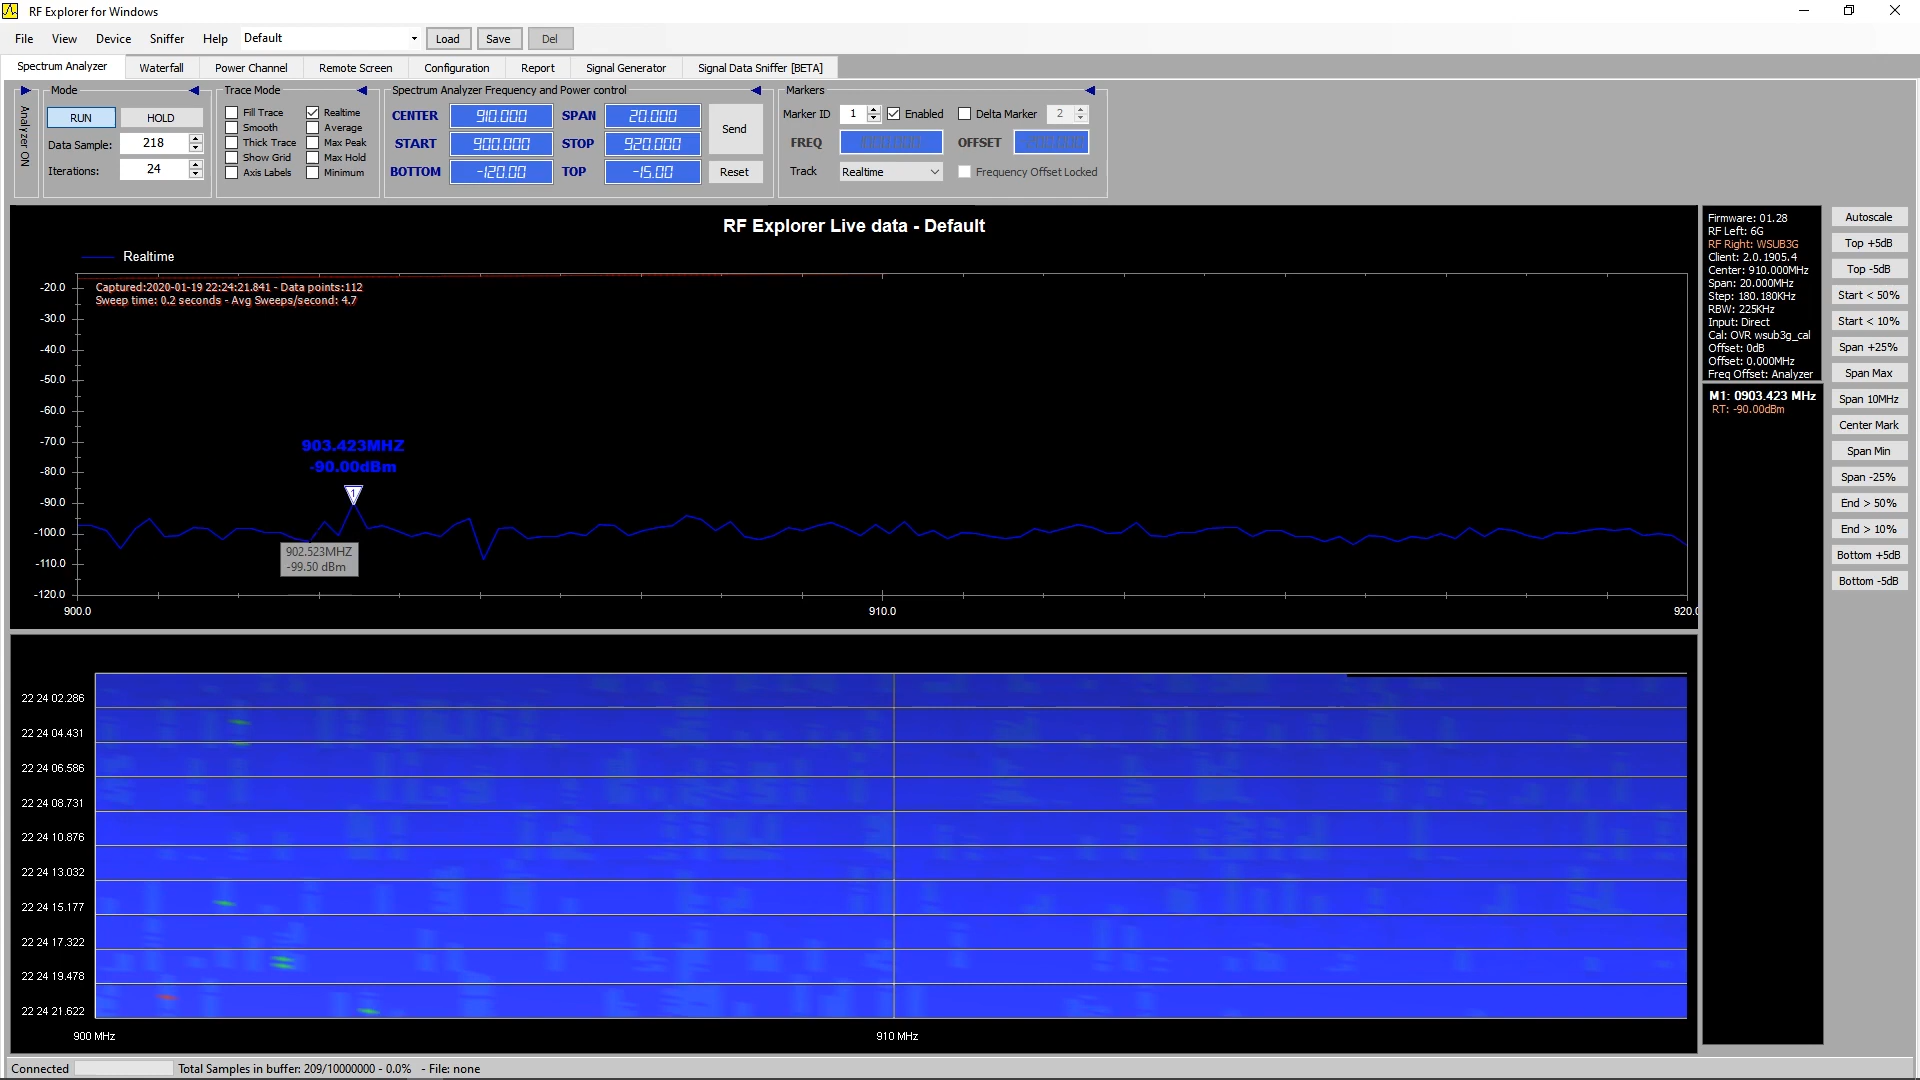 RF Explorer for Windows
File View Device Sniffer Help Default Load Save Del
Spectrum Analyzer Waterfall Power Channel Remote Screen Configuration Report Signal Generator Signal Data Sniffer [BETA]
Analyzer ON
Mode
RUN HOLD
Data Sample: 218
Iterations: 24
Trace Mode
Fill Trace Realtime
Smooth Average
Thick Trace Max Peak
Show Grid Max Hold
Axis Labels Minimum
Spectrum Analyzer Frequency and Power control
CENTER 910.000 SPAN 20.000
START 900.000 STOP 920.000
BOTTOM -120.00 TOP -15.00
Send
Reset
Markers
Marker ID 1 Enabled Delta Marker 2
FREQ OFFSET
Track Realtime Frequency Offset Locked
RF Explorer Live data - Default
Realtime
Captured:2020-01-19 22:24:21.841 - Data points:112
Sweep time: 0.2 seconds - Avg Sweeps/second: 4.7
-20.0
-30.0
-40.0
-50.0
-60.0
-70.0
-80.0
-90.0
-100.0
-110.0
-120.0
903.423MHZ
-90.00dBm
1
902.523MHZ
-99.50 dBm
900.0 910.0 920.0
Firmware: 01.28
RF Left: 6G
RF Right: WSUB3G
Client: 2.0.1905.4
Center: 910.000MHz
Span: 20.000MHz
Step: 180.180KHz
RBW: 225KHz
Input: Direct
Cal: OVR wsub3g_cal
Offset: 0dB
Offset: 0.000MHz
Freq Offset: Analyzer
M1: 0903.423 MHz
RT: -90.00dBm
Autoscale
Top +5dB
Top -5dB
Start < 50%
Start < 10%
Span +25%
Span Max
Span 10MHz
Center Mark
Span Min
Span -25%
End > 50%
End > 10%
Bottom +5dB
Bottom -5dB
22 24 02.286
22 24 04.431
22 24 06.586
22 24 08.731
22 24 10.876
22 24 13.032
22 24 15.177
22 24 17.322
22 24 19.478
22 24 21.622
900 MHz 910 MHz
Connected Total Samples in buffer: 209/10000000 - 0.0% - File: none